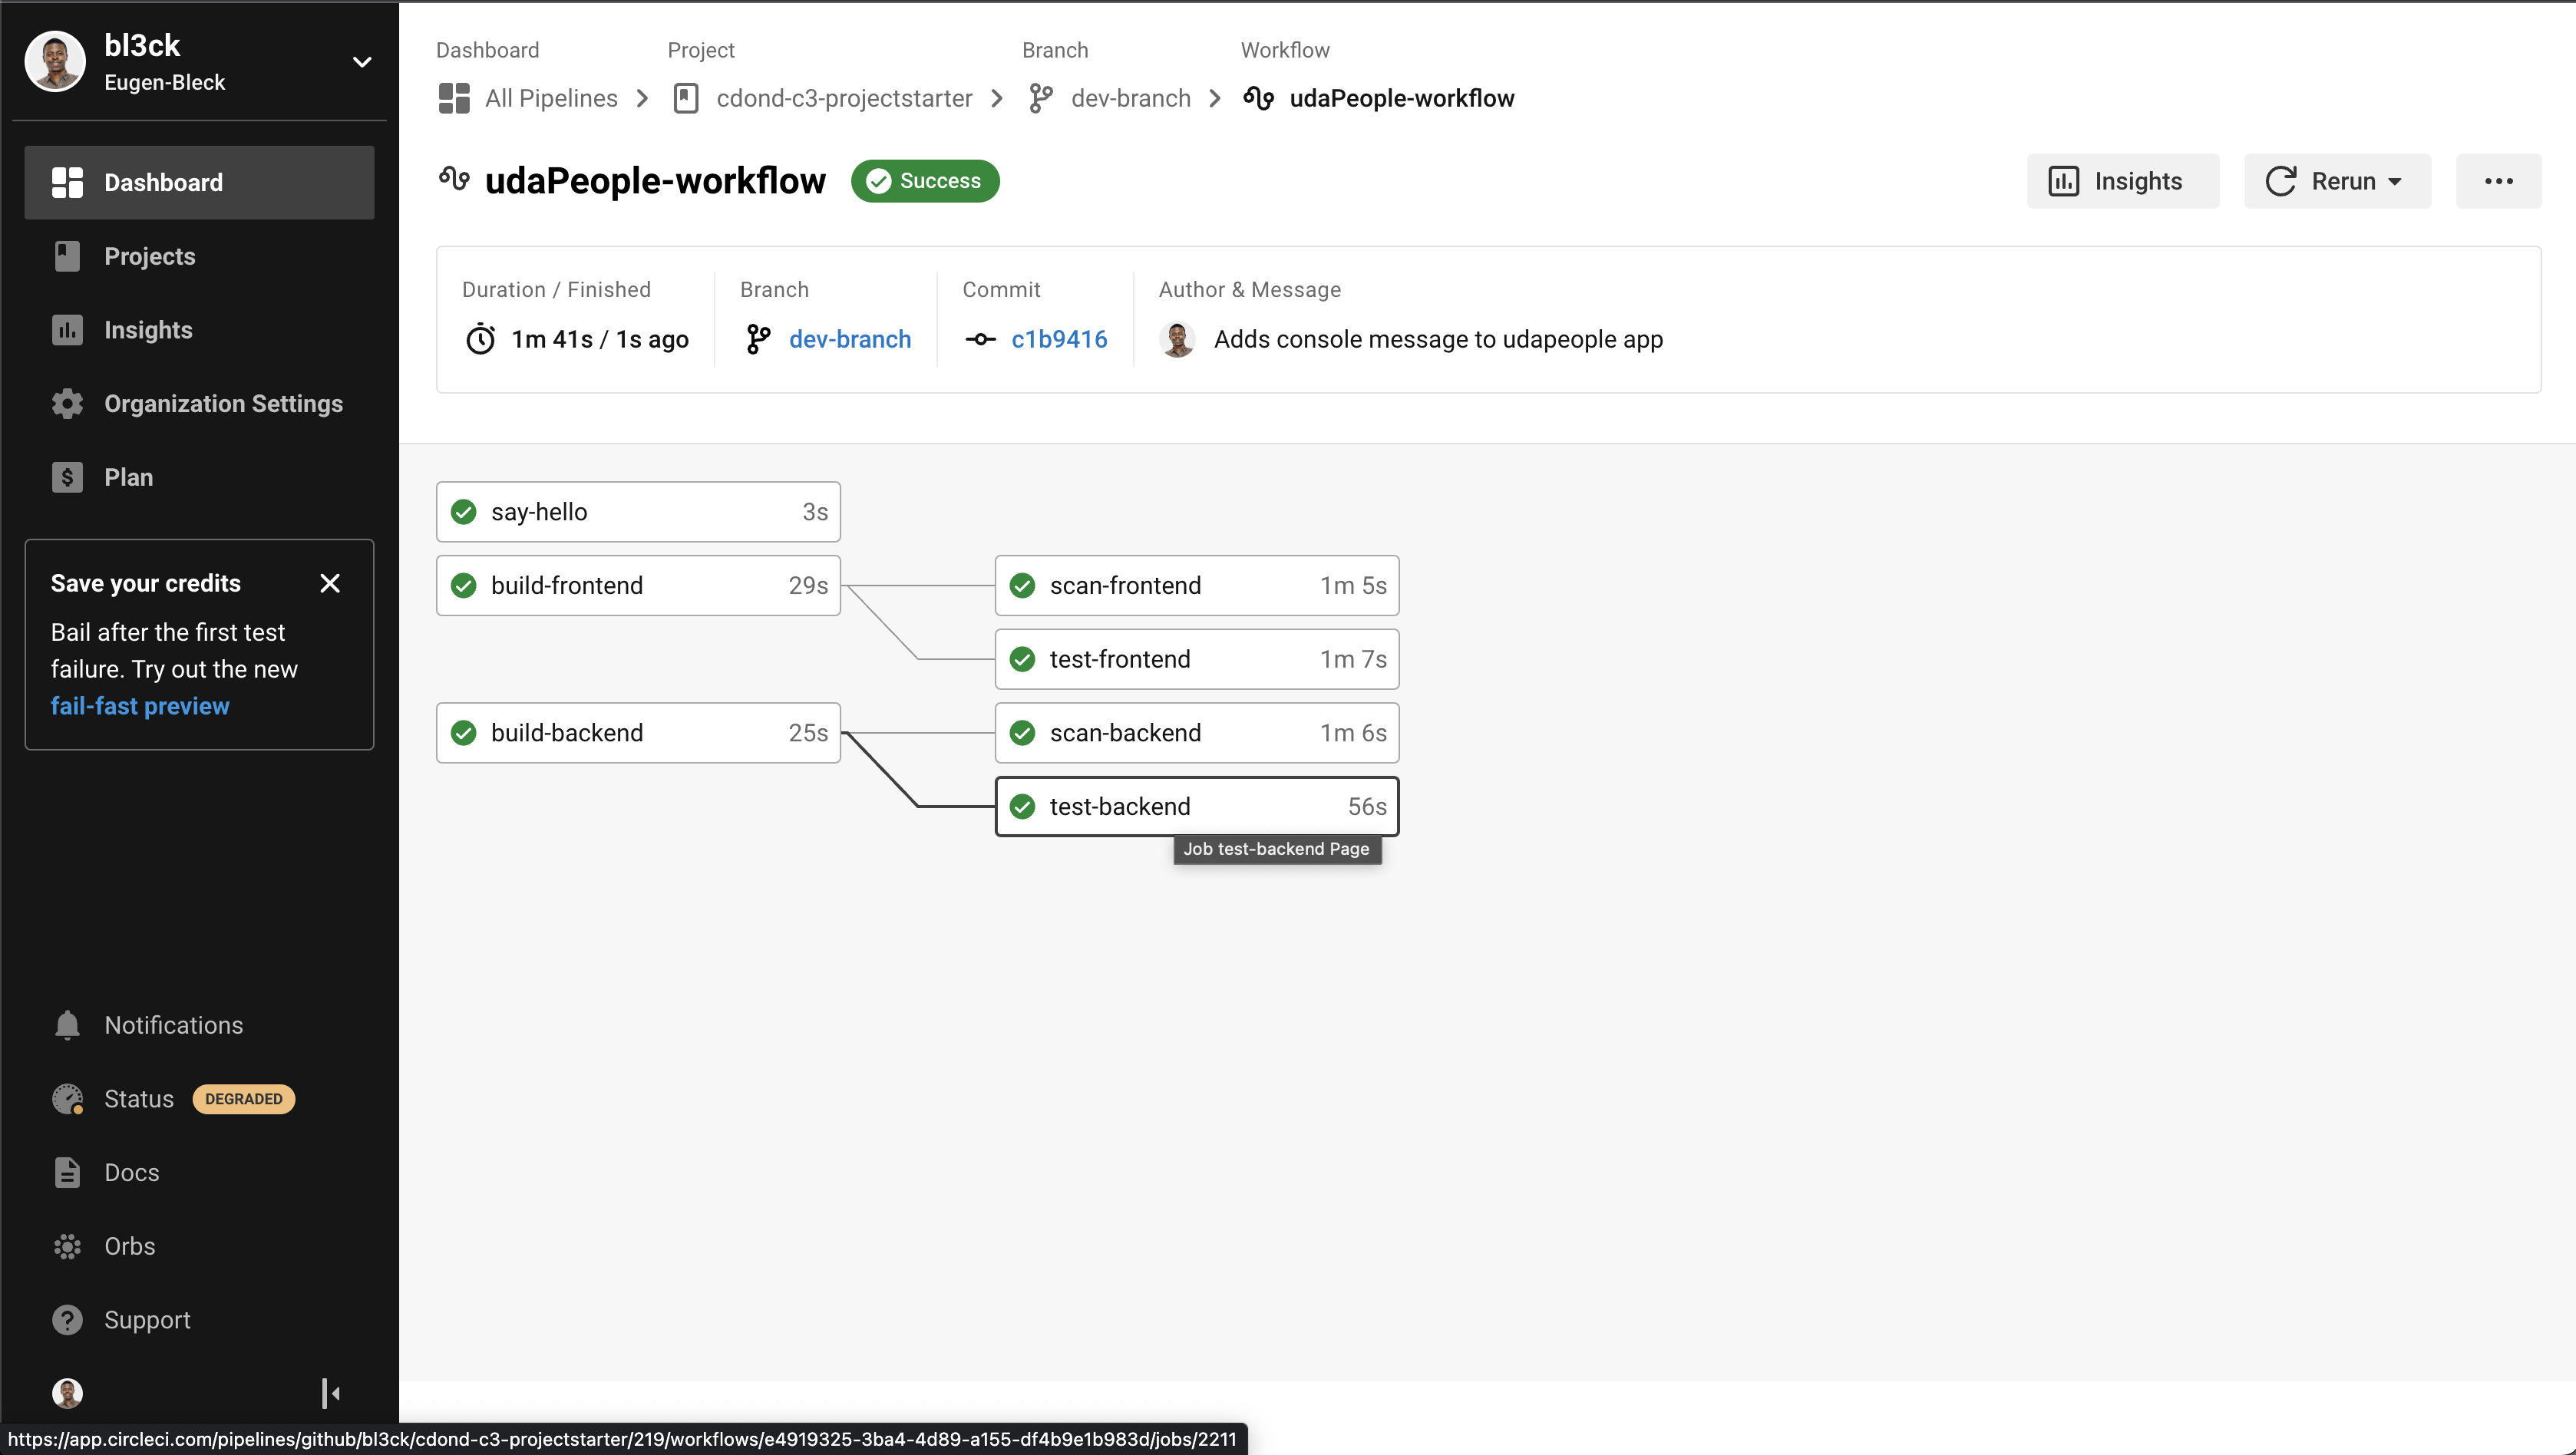 bl3ck
Eugen-Bleck
Dashboard
Projects
Insights
Organization Settings
Plan
Save your credits
Bail after the first test
failure. Try out the new
fail-fast preview
Notifications
Status DEGRADED
Docs
Orbs
Support
Dashboard Project Branch Workflow
All Pipelines cdond-c3-projectstarter dev-branch udaPeople-workflow
udaPeople-workflow Success Insights Rerun
Duration / Finished Branch Commit Author & Message
1m 41s / 1s ago dev-branch c1b9416 Adds console message to udapeople app
say-hello 3s
build-frontend 29s scan-frontend 1m 5s
test-frontend 1m 7s
build-backend 25s scan-backend 1m 6s
test-backend 56s
Job test-backend Page
https://app.circleci.com/pipelines/github/bl3ck/cdond-c3-projectstarter/219/workflows/e4919325-3ba4-4d89-a155-df4b9e1b983d/jobs/2211